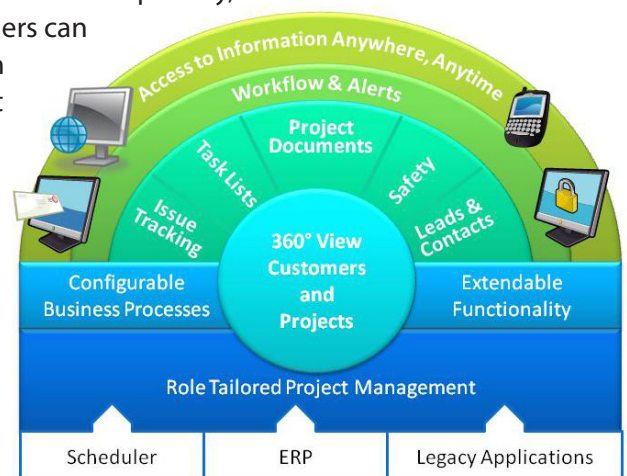 ers can
Access to Information Anywhere, Anytime
Workflow & Alerts
Project
Documents
Task Lists
Safety
Issue
Tracking
Leads &
Contacts
360° View
Customers
and
Projects
Configurable
Business Processes
Extendable
Functionality
Role Tailored Project Management
Scheduler
ERP
Legacy Applications